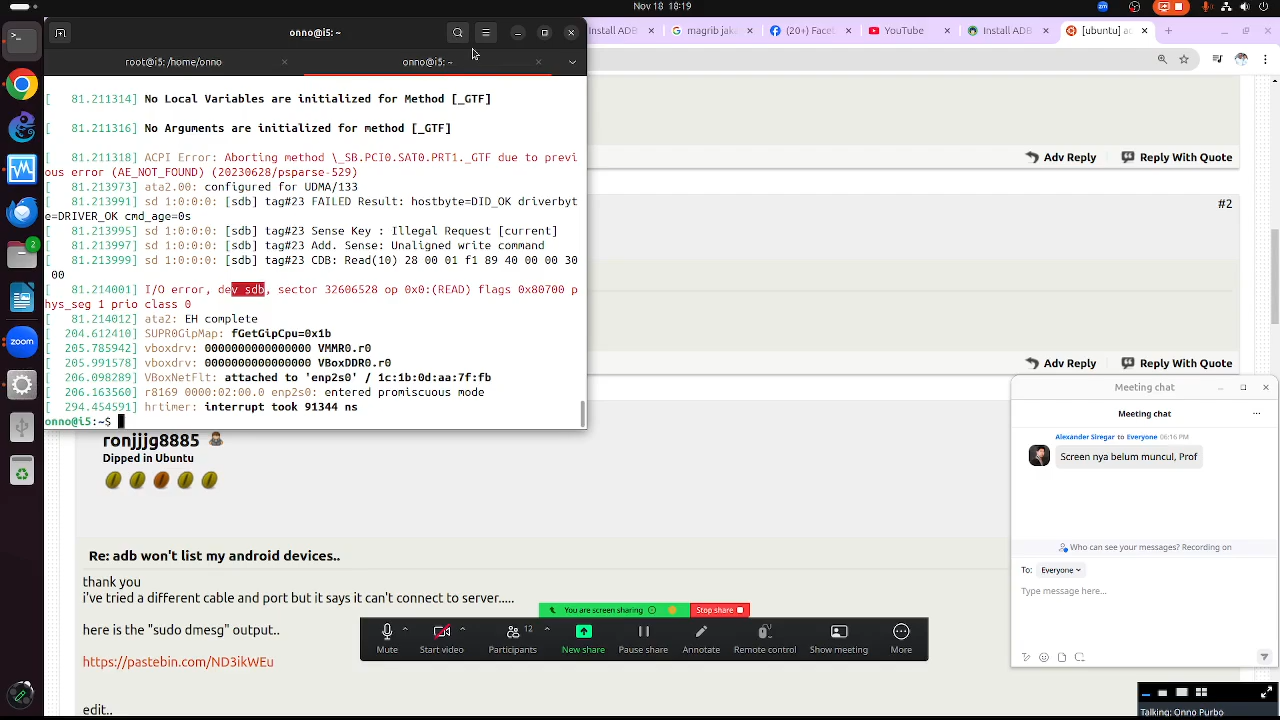 Nov 18 18:19
onno@i5: ~
root@i5:/home/onno
onno@i5: ~
[   81.211314] No Local Variables are initialized for Method [_GTF]
[   81.211316] No Arguments are initialized for method [_GTF]
[   81.211318] ACPI Error: Aborting method \_SB.PCI0.SAT0.PRT1._GTF due to previ
ous error (AE_NOT_FOUND) (20230628/psparse-529)
[   81.213973] ata2.00: configured for UDMA/133
[   81.213991] sd 1:0:0:0: [sdb] tag#23 FAILED Result: hostbyte=DID_OK driverbyt
e=DRIVER_OK cmd_age=0s
[   81.213995] sd 1:0:0:0: [sdb] tag#23 Sense Key : Illegal Request [current]
[   81.213997] sd 1:0:0:0: [sdb] tag#23 Add. Sense: Unaligned write command
[   81.213999] sd 1:0:0:0: [sdb] tag#23 CDB: Read(10) 28 00 01 f1 89 40 00 00 30
00
[   81.214001] I/O error, dev sdb, sector 32606528 op 0x0:(READ) flags 0x80700 p
hys_seg 1 prio class 0
[   81.214012] ata2: EH complete
[  204.612410] SUPR0GipMap: fGetGipCpu=0x1b
[  205.785942] vboxdrv: 0000000000000000 VMMR0.r0
[  205.991578] vboxdrv: 0000000000000000 VBoxDDR0.r0
[  206.098289] VBoxNetFlt: attached to 'enp2s0' / 1c:1b:0d:aa:7f:fb
[  206.163560] r8169 0000:02:00.0 enp2s0: entered promiscuous mode
[  294.454591] hrtimer: interrupt took 91344 ns
onno@i5:~$
Install ADB
magrib jaka
(20+) Face
YouTube
Install ADB
[ubuntu] a
Adv Reply
Reply With Quote
#2
Adv Reply
Reply With Quote
ronjjjg8885
Dipped in Ubuntu
Re: adb won't list my android devices..
thank you
i've tried a different cable and port but it says it can't connect to server.....
here is the "sudo dmesg" output..
https://pastebin.com/ND3ikWEu
edit..
2
zoom
Meeting chat
Meeting chat
Alexander Siregar to Everyone 06:16 PM
Screen nya belum muncul, Prof
Who can see your messages? Recording on
To: Everyone
Type message here...
You are screen sharing
Stop share
12
Mute
Start video
Participants
New share
Pause share
Annotate
Remote control
Show meeting
More
Talking: Onno Purbo